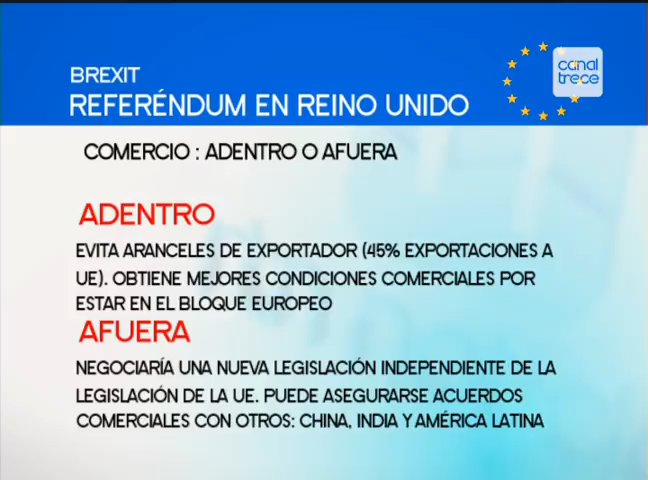 BREXIT
REFERÉNDUM EN REINO UNIDO
canal
trece
COMERCIO : ADENTRO O AFUERA
ADENTRO
EVITA ARANCELES DE EXPORTADOR (45% EXPORTACIONES A
UE). OBTIENE MEJORES CONDICIONES COMERCIALES POR
ESTAR EN EL BLOQUE EUROPEO
AFUERA
NEGOCIARÍA UNA NUEVA LEGISLACIÓN INDEPENDIENTE DE LA
LEGISLACIÓN DE LA UE. PUEDE ASEGURARSE ACUERDOS
COMERCIALES CON OTROS: CHINA, INDIA Y AMÉRICA LATINA